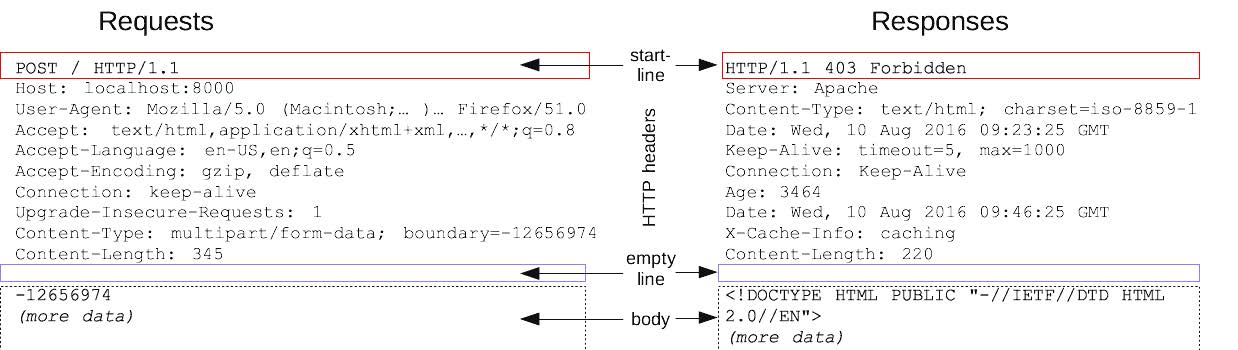 Requests
POST / HTTP/1.1
Host: localhost:8000
User-Agent: Mozilla/5.0 (Macintosh;… )… Firefox/51.0
Accept: text/html,application/xhtml+xml,…,*/*;q=0.8
Accept-Language: en-US,en;q=0.5
Accept-Encoding: gzip, deflate
Connection: keep-alive
Upgrade-Insecure-Requests: 1
Content-Type: multipart/form-data; boundary=-12656974
Content-Length: 345
-12656974
(more data)
start-
line
HTTP headers
empty
line
body
Responses
HTTP/1.1 403 Forbidden
Server: Apache
Content-Type: text/html; charset=iso-8859-1
Date: Wed, 10 Aug 2016 09:23:25 GMT
Keep-Alive: timeout=5, max=1000
Connection: Keep-Alive
Age: 3464
Date: Wed, 10 Aug 2016 09:46:25 GMT
X-Cache-Info: caching
Content-Length: 220
<!DOCTYPE HTML PUBLIC "-//IETF//DTD HTML
2.0//EN">
(more data)